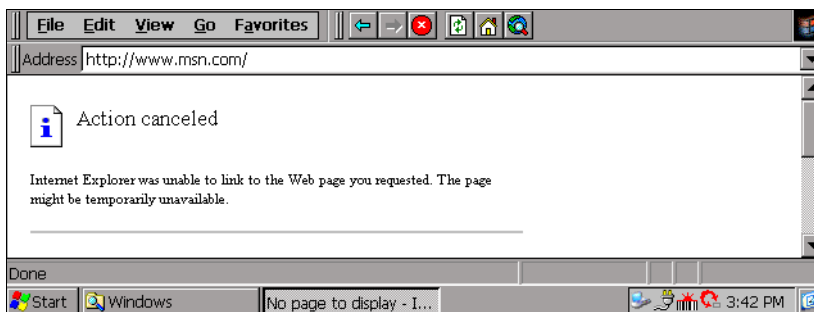 File Edit View Go Favorites
Address http://www.msn.com/
Action canceled
Internet Explorer was unable to link to the Web page you requested. The page
might be temporarily unavailable.
Done
Start Windows No page to display - I... 3:42 PM